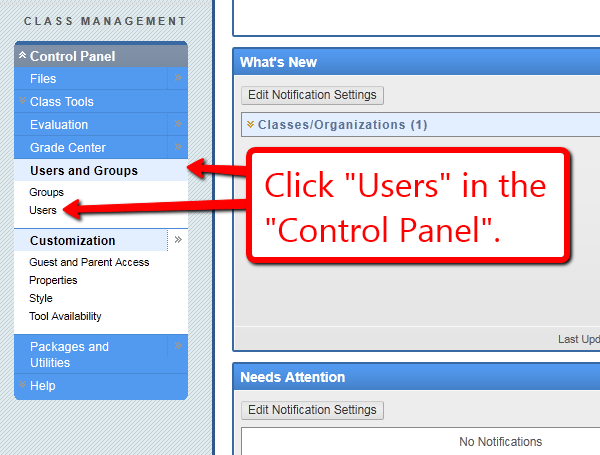 CLASS MANAGEMENT
Control Panel
Files
Class Tools
Evaluation
Grade Center
Users and Groups
Groups
Users
Customization
Guest and Parent Access
Properties
Style
Tool Availability
Packages and
Utilities
Help
What's New
Edit Notification Settings
Classes/Organizations (1)
Click "Users" in the
"Control Panel".
Last Upd
Needs Attention
Edit Notification Settings
No Notifications